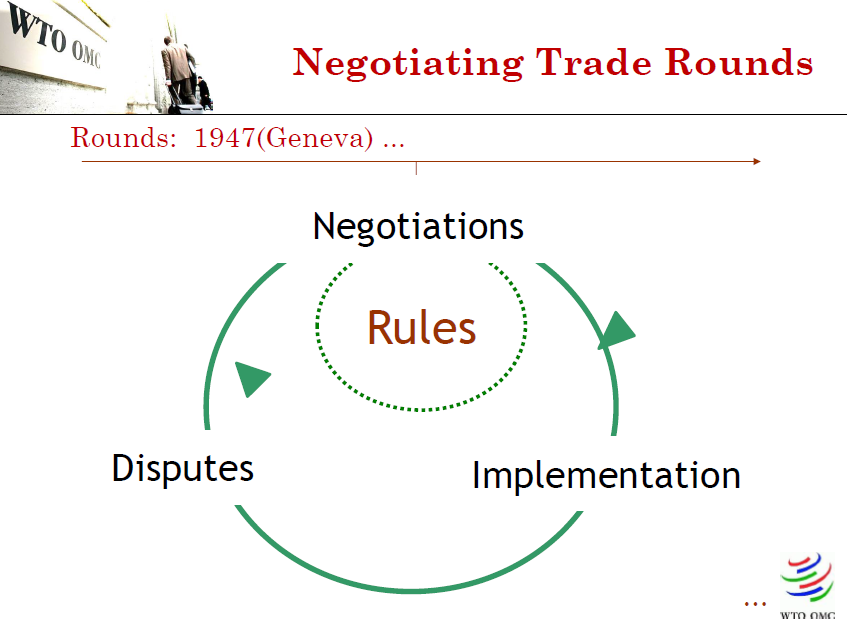 WTO OMC
Negotiating Trade Rounds
Rounds: 1947(Geneva) ...
Negotiations
Rules
Disputes
Implementation
...
WTO OMC